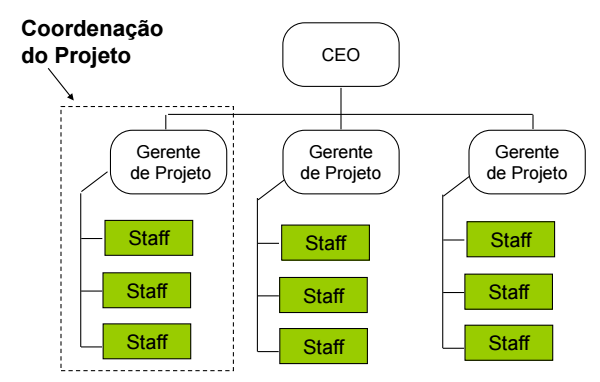 Coordenação
do Projeto
CEO
Gerente
de Projeto
Gerente
de Projeto
Gerente
de Projeto
Staff
Staff
Staff
Staff
Staff
Staff
Staff
Staff
Staff